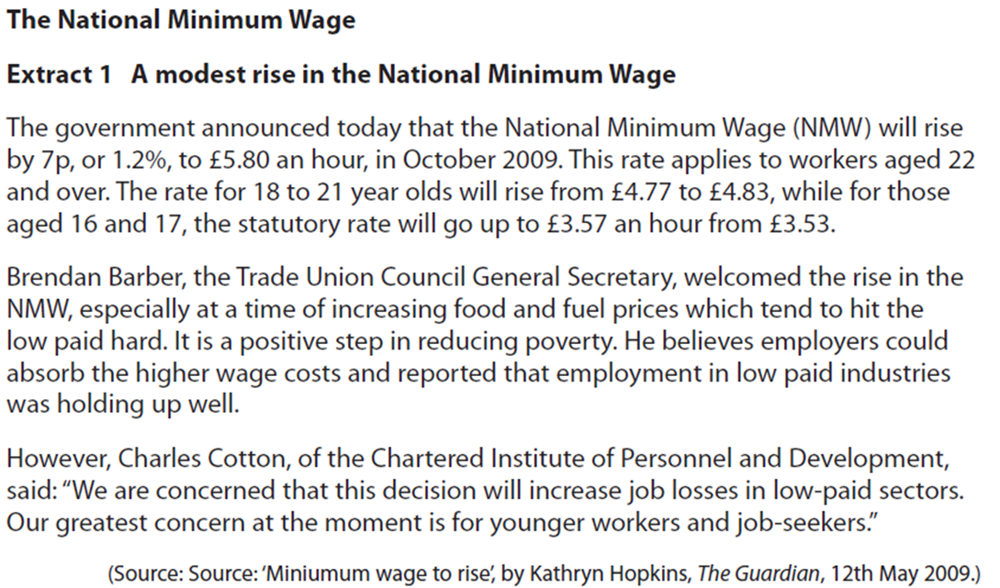 The National Minimum Wage
Extract 1 A modest rise in the National Minimum Wage
The government announced today that the National Minimum Wage (NMW) will rise
by 7p, or 1.2%, to £5.80 an hour, in October 2009. This rate applies to workers aged 22
and over. The rate for 18 to 21 year olds will rise from £4.77 to £4.83, while for those
aged 16 and 17, the statutory rate will go up to £3.57 an hour from £3.53.
Brendan Barber, the Trade Union Council General Secretary, welcomed the rise in the
NMW, especially at a time of increasing food and fuel prices which tend to hit the
low paid hard. It is a positive step in reducing poverty. He believes employers could
absorb the higher wage costs and reported that employment in low paid industries
was holding up well.
However, Charles Cotton, of the Chartered Institute of Personnel and Development,
said: “We are concerned that this decision will increase job losses in low-paid sectors.
Our greatest concern at the moment is for younger workers and job-seekers.”
(Source: Source: ‘Miniumum wage to rise’, by Kathryn Hopkins, The Guardian, 12th May 2009.)